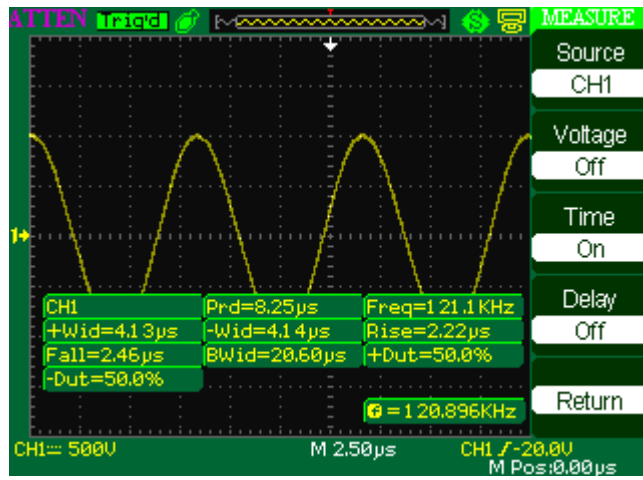 ATTEN Trig'd S MEASURE
Source
CH1
Voltage
Off
Time
On
Delay
Off
Return
1
CH1 Prd=8.25µs Freq=121.1KHz
+Wid=4.13µs -Wid=4.14µs Rise=2.22µs
Fall=2.46µs BWid=20.60µs +Dut=50.0%
-Dut=50.0%
f = 120.896KHz
CH1 500V M 2.50µs CH1 -20.0V
M Pos:0.00µs